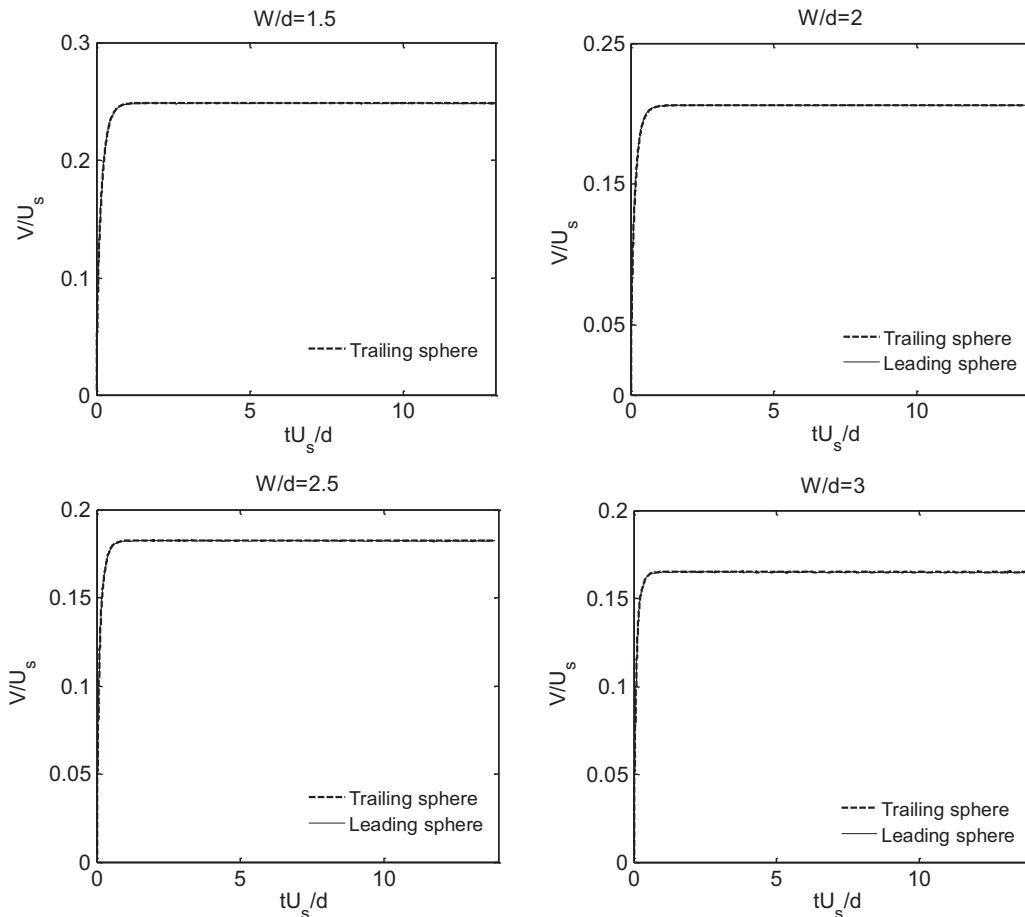 W/d=1.5
0.3
0.2
0.1
0
V/U_s
0 5 10
tU_s/d
Trailing sphere
W/d=2
0.25
0.15
0.05
0
V/U_s
0 5 10
tU_s/d
Trailing sphere
Leading sphere
W/d=2.5
0.2
0.15
0.1
0.05
0
V/U_s
0 5 10
tU_s/d
Trailing sphere
Leading sphere
W/d=3
0.2
0.15
0.1
0.05
0
V/U_s
0 5 10
tU_s/d
Trailing sphere
Leading sphere